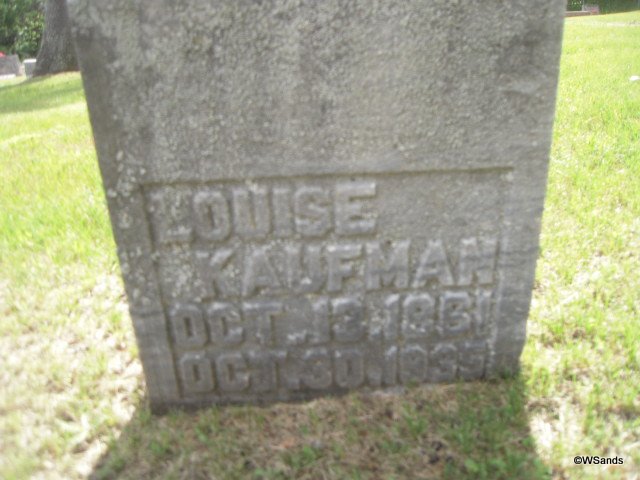 LOUISE
KAUFMAN
OCT. 13, 1861
OCT. 30. 1935
©WSands